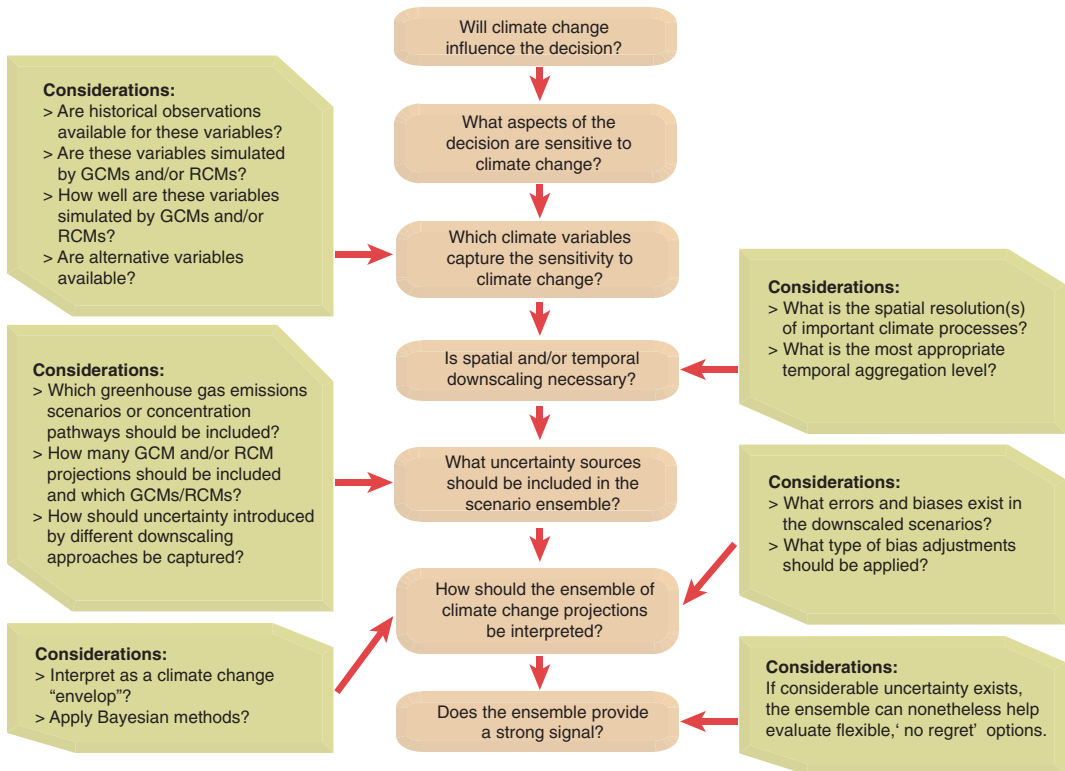 Will climate change
influence the decision?
What aspects of the
decision are sensitive to
climate change?
Considerations:
> Are historical observations
available for these variables?
> Are these variables simulated
by GCMs and/or RCMs?
> How well are these variables
simulated by GCMs and/or
RCMs?
> Are alternative variables
available?
Which climate variables
capture the sensitivity to
climate change?
Considerations:
> What is the spatial resolution(s)
of important climate processes?
> What is the most appropriate
temporal aggregation level?
Is spatial and/or temporal
downscaling necessary?
Considerations:
> Which greenhouse gas emissions
scenarios or concentration
pathways should be included?
> How many GCM and/or RCM
projections should be included
and which GCMs/RCMs?
> How should uncertainty introduced
by different downscaling
approaches be captured?
What uncertainty sources
should be included in the
scenario ensemble?
Considerations:
> What errors and biases exist in
the downscaled scenarios?
> What type of bias adjustments
should be applied?
How should the ensemble of
climate change projections
be interpreted?
Considerations:
> Interpret as a climate change
“envelop”?
> Apply Bayesian methods?
Does the ensemble provide
a strong signal?
Considerations:
If considerable uncertainty exists,
the ensemble can nonetheless help
evaluate flexible,‘ no regret’ options.